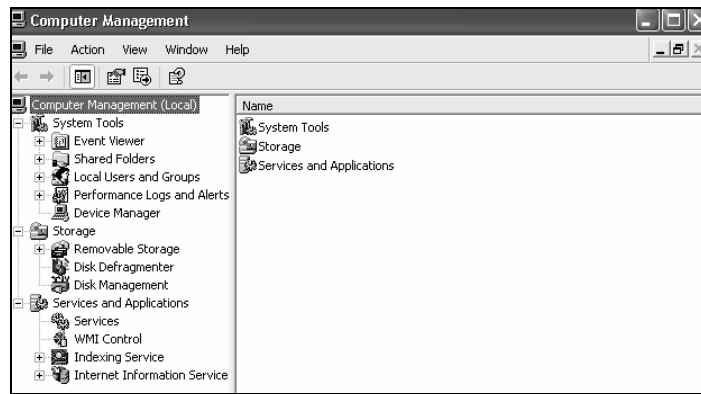 Computer Management
File Action View Window Help
Computer Management (Local)
System Tools
Event Viewer
Shared Folders
Local Users and Groups
Performance Logs and Alerts
Device Manager
Storage
Removable Storage
Disk Defragmenter
Disk Management
Services and Applications
Services
WMI Control
Indexing Service
Internet Information Service
Name
System Tools
Storage
Services and Applications